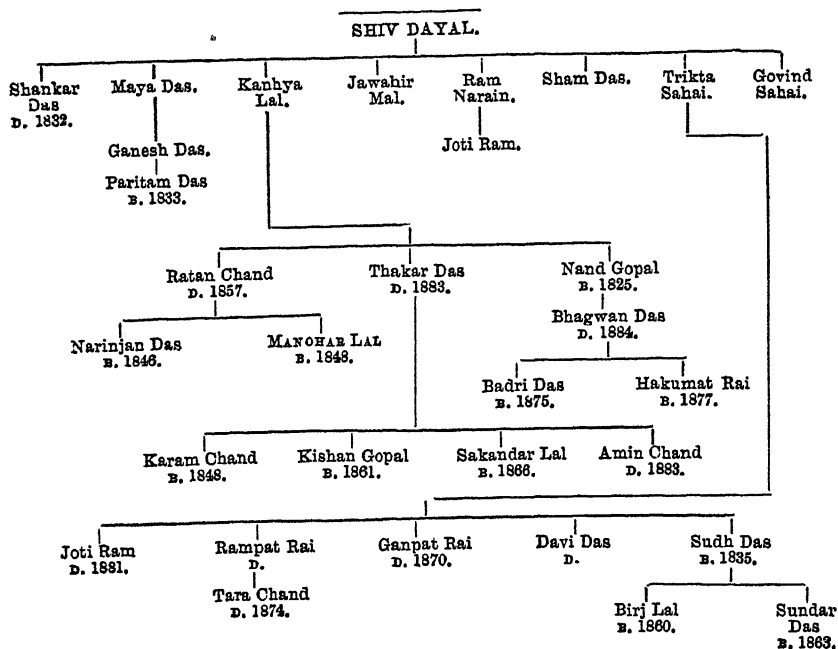 SHIV DAYAL.
Shankar Das D. 1832.
Maya Das.
Kanhya Lal.
Jawahir Mal.
Ram Narain.
Sham Das.
Trikta Sahai.
Govind Sahai.
Ganesh Das.
Joti Ram.
Paritam Das
B. 1833.
Ratan Chand
D. 1857.
Thakar Das
D. 1883.
Nand Gopal
B. 1825.
Narinjan Das
B. 1846.
MANOHAR LAL
B. 1848.
Bhagwan Das
D. 1884.
Badri Das
B. 1875.
Hakumat Rai
B. 1877.
Karam Chand
B. 1848.
Kishan Gopal
B. 1861.
Sakandar Lal
B. 1866.
Amin Chand
D. 1883.
Joti Ram
D. 1881.
Rampat Rai
D.
Ganpat Rai
D. 1870.
Davi Das
D.
Sudh Das
B. 1835.
Tara Chand
D. 1874.
Birj Lal
B. 1860.
Sundar
Das
B. 1863.